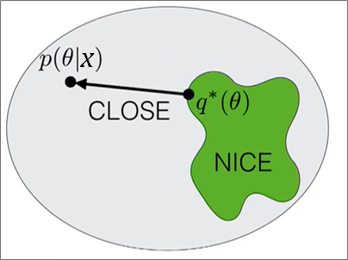 p(θ|x)
q*(θ)
CLOSE
NICE